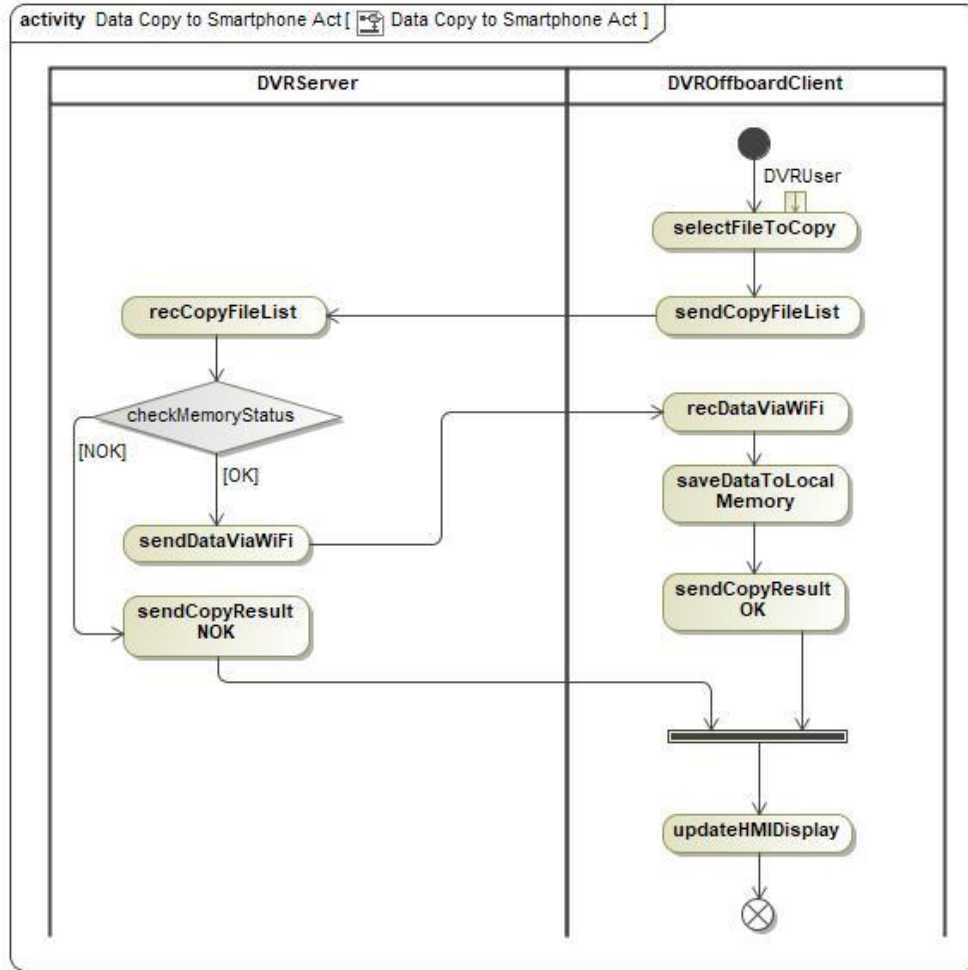 activity Data Copy to Smartphone Act [ Data Copy to Smartphone Act ]
DVRServer
DVROffboardClient
DVRUser
selectFileToCopy
recCopyFileList
sendCopyFileList
checkMemoryStatus
recDataViaWiFi
[NOK]
[OK]
saveDataToLocal
Memory
sendDataViaWiFi
sendCopyResult
NOK
sendCopyResult
OK
updateHMIDisplay